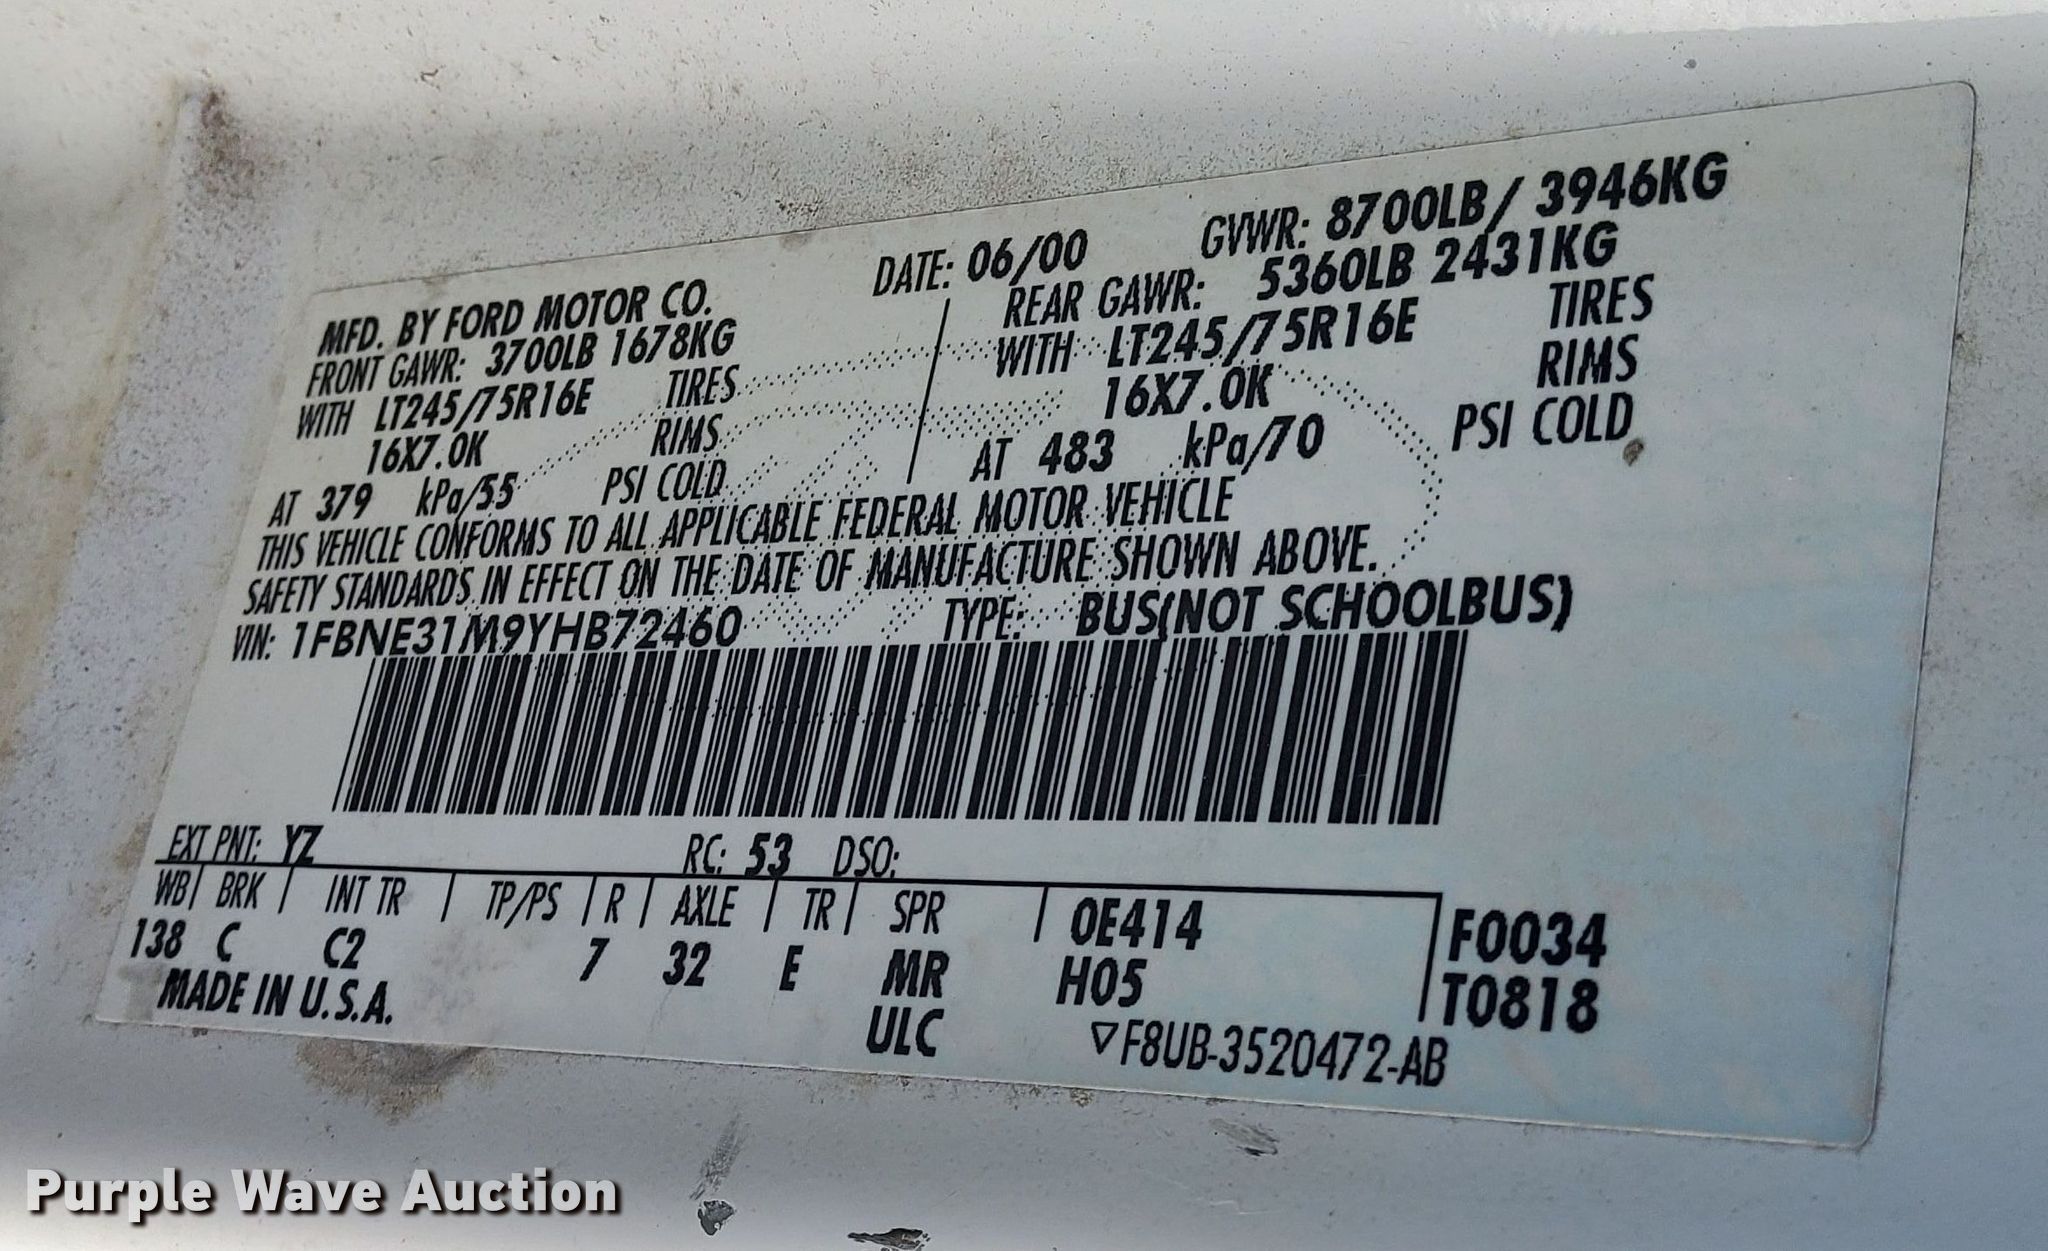 MFD. BY FORD MOTOR CO. DATE: 06/00 GVWR: 8700LB/ 3946KG
FRONT GAWR: 3700LB 1678KG REAR GAWR: 5360LB 2431KG
WITH LT245/75R16E TIRES WITH LT245/75R16E TIRES
16X7.0K RIMS 16X7.0K RIMS
AT 379 kPa/55 PSI COLD AT 483 kPa/70 PSI COLD
THIS VEHICLE CONFORMS TO ALL APPLICABLE FEDERAL MOTOR VEHICLE
SAFETY STANDARDS IN EFFECT ON THE DATE OF MANUFACTURE SHOWN ABOVE.
VIN: 1FBNE31M9YHB72460 TYPE: BUS(NOT SCHOOLBUS)
EXT PNT: YZ RC: 53 DSO:
WB BRK INT TR TP/PS R AXLE TR SPR 0E414 F0034
138 C C2 7 32 E MR H05 T0818
MADE IN U.S.A. ULC ▽F8UB-3520472-AB
Purple Wave Auction